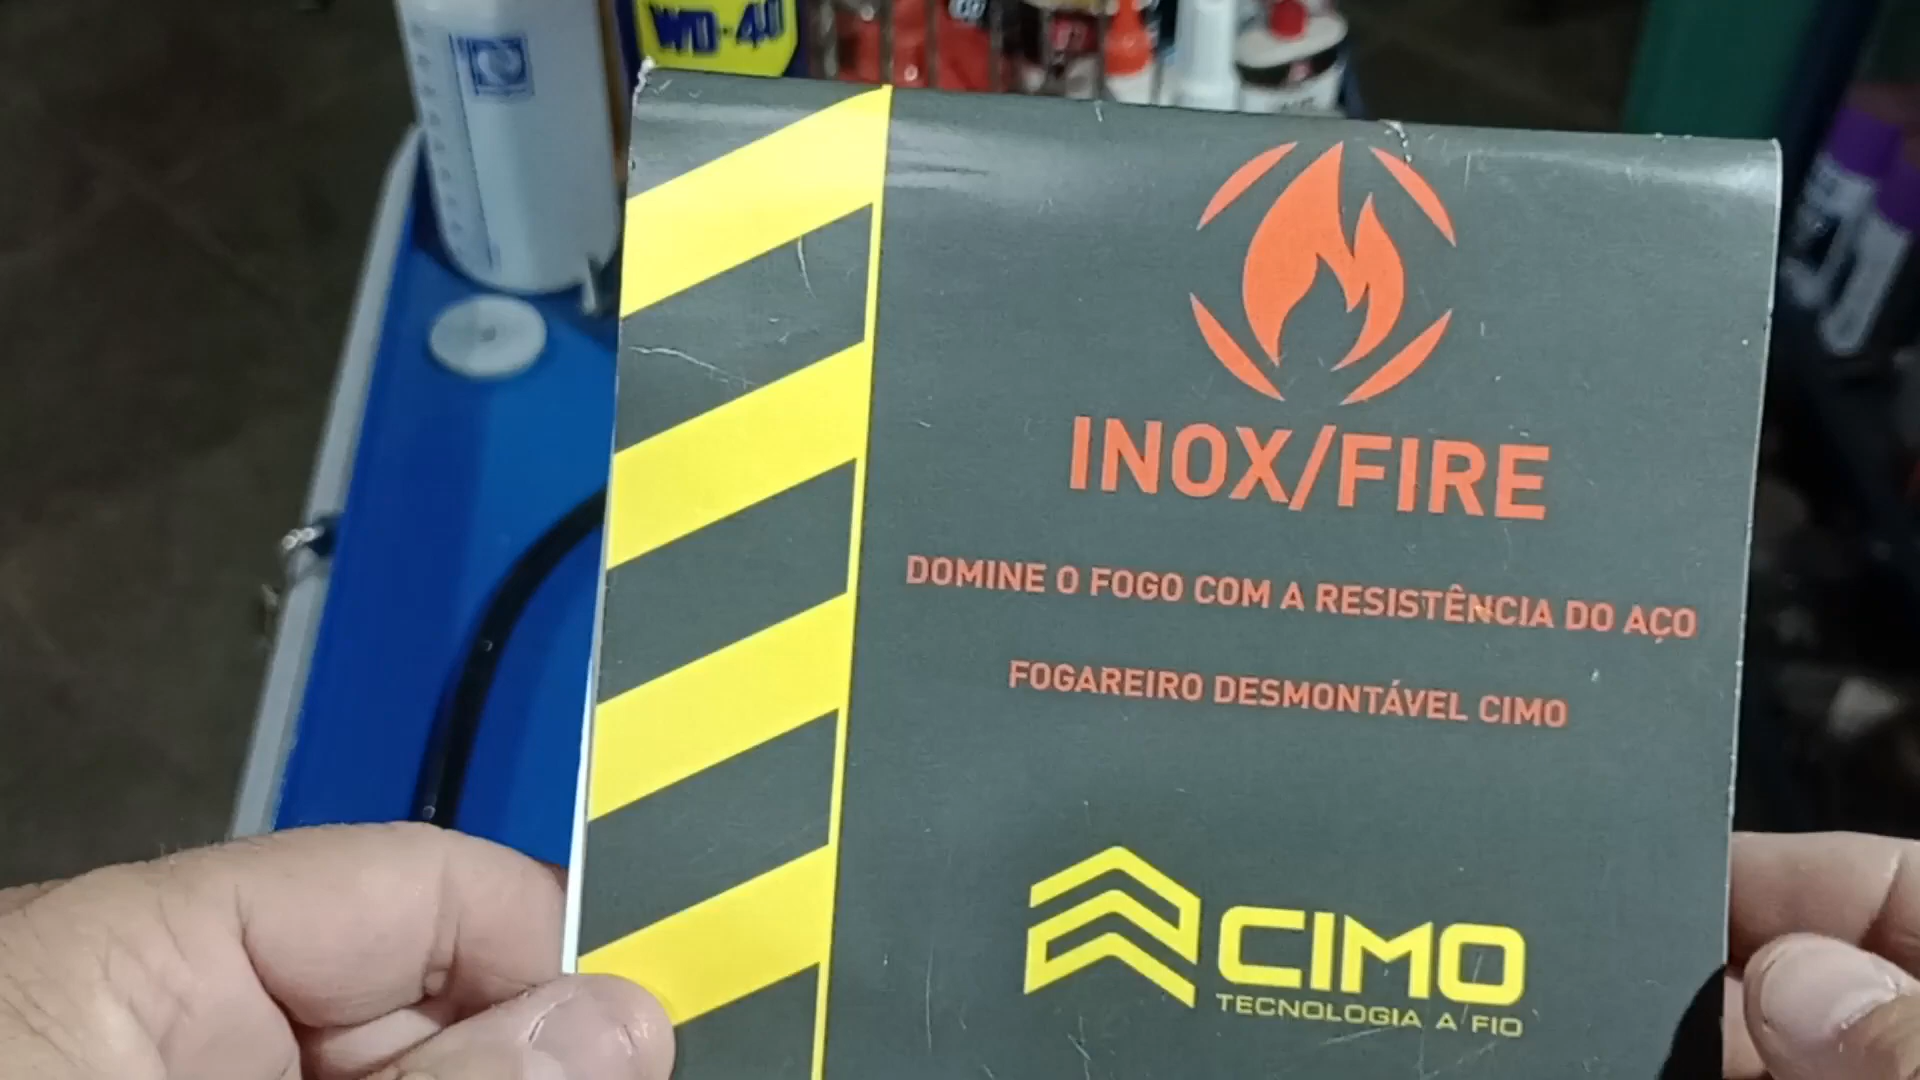 WD-40
INOX/FIRE
DOMINE O FOGO COM A RESISTÊNCIA DO AÇO
FOGAREIRO DESMONTÁVEL CIMO
CIMO
TECNOLOGIA A FIO